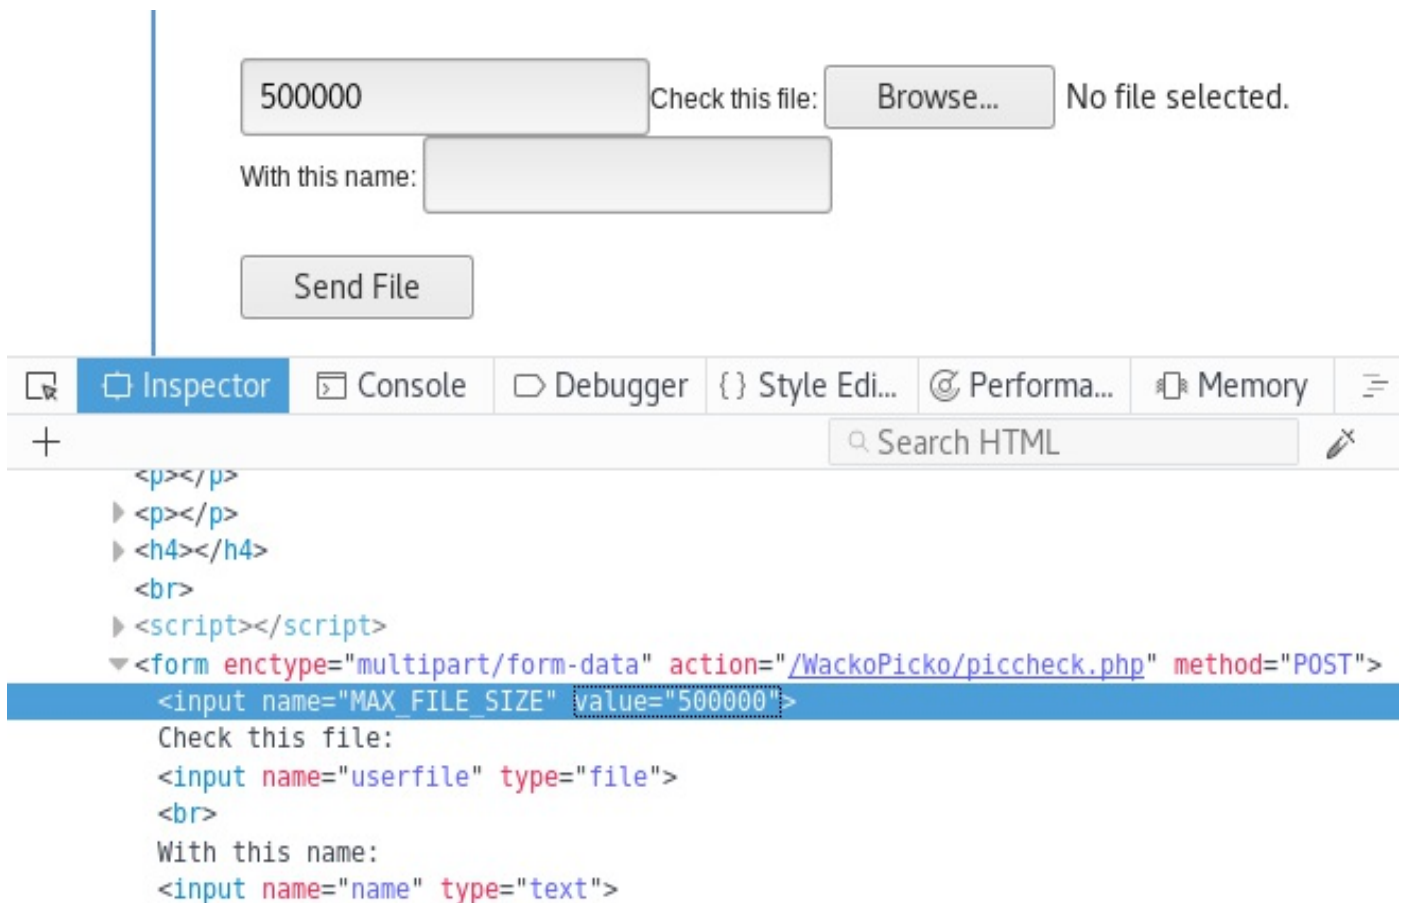 500000 Check this file: Browse... No file selected.
With this name:
Send File
Inspector Console Debugger { } Style Edi... Performa... Memory
+ Search HTML
<p></p>
<p></p>
<h4></h4>
<br>
<script></script>
<form enctype="multipart/form-data" action="/WackoPicko/piccheck.php" method="POST">
<input name="MAX_FILE_SIZE" value="500000">
Check this file:
<input name="userfile" type="file">
<br>
With this name:
<input name="name" type="text">